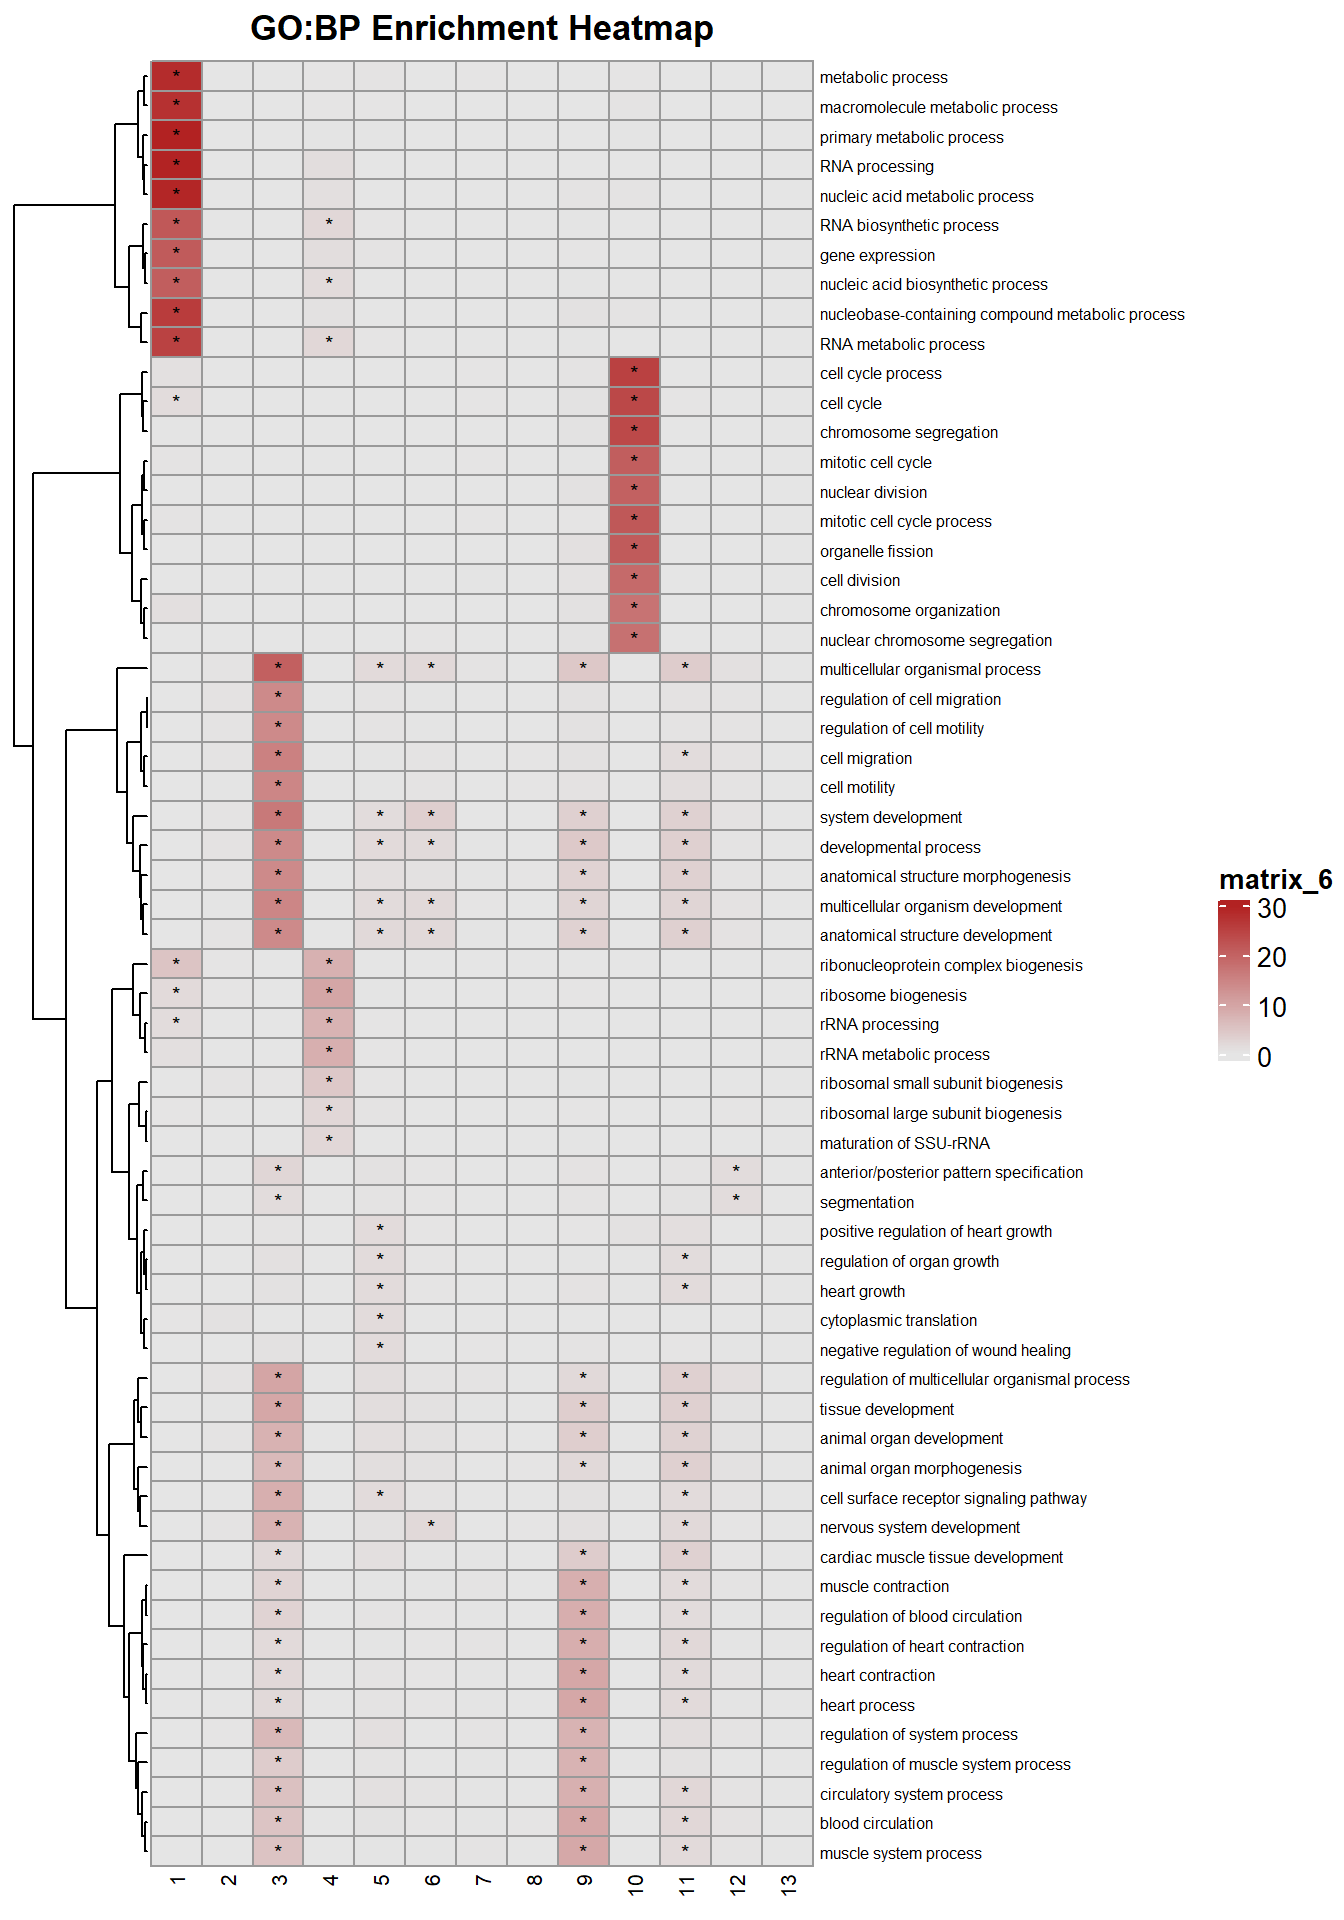 GO:BP Enrichment Heatmap
* metabolic process
* macromolecule metabolic process
* primary metabolic process
* RNA processing
* nucleic acid metabolic process
* * RNA biosynthetic process
* gene expression
* * nucleic acid biosynthetic process
* nucleobase-containing compound metabolic process
* * RNA metabolic process
* cell cycle process
* * cell cycle
* chromosome segregation
* mitotic cell cycle
* nuclear division
* mitotic cell cycle process
* organelle fission
* cell division
* chromosome organization
* nuclear chromosome segregation
* * * * * multicellular organismal process
* regulation of cell migration
* regulation of cell motility
* * cell migration
* cell motility
* * * * * system development
* * * * * developmental process
* * * anatomical structure morphogenesis
* * * * * multicellular organism development
* * * * * anatomical structure development
* * ribonucleoprotein complex biogenesis
* * ribosome biogenesis
* * rRNA processing
* rRNA metabolic process
* ribosomal small subunit biogenesis
* ribosomal large subunit biogenesis
* maturation of SSU-rRNA
* * anterior/posterior pattern specification
* * segmentation
* positive regulation of heart growth
* * regulation of organ growth
* * heart growth
* cytoplasmic translation
* negative regulation of wound healing
* * * regulation of multicellular organismal process
* * * tissue development
* * * animal organ development
* * * animal organ morphogenesis
* * * cell surface receptor signaling pathway
* * * nervous system development
* * * cardiac muscle tissue development
* * * muscle contraction
* * * regulation of blood circulation
* * * regulation of heart contraction
* * * heart contraction
* * * heart process
* * regulation of system process
* * regulation of muscle system process
* * * circulatory system process
* * * blood circulation
* * * muscle system process
1 2 3 4 5 6 7 8 9 10 11 12 13
matrix_6
30
20
10
0